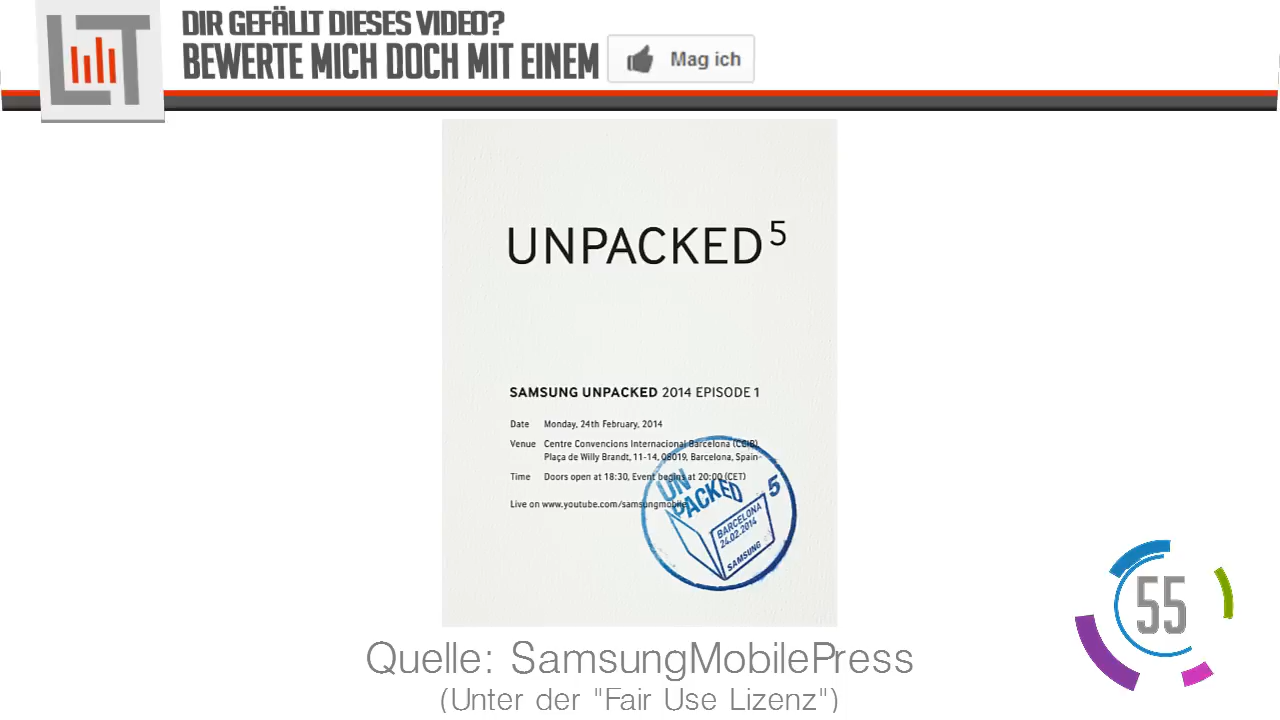 LT
DIR GEFÄLLT DIESES VIDEO?
BEWERTE MICH DOCH MIT EINEM
Mag ich
UNPACKED⁵
SAMSUNG UNPACKED 2014 EPISODE 1
Date Monday, 24th February, 2014
Venue Centre Convencions Internacional Barcelona (CCIB)
Plaça de Willy Brandt, 11-14, 08019, Barcelona, Spain
Time Doors open at 18:30, Event begins at 20:00 (CET)
Live on www.youtube.com/samsungmobile
UN
PACKED 5
BARCELONA
24.02.2014
SAMSUNG
55
Quelle: SamsungMobilePress
(Unter der "Fair Use Lizenz")